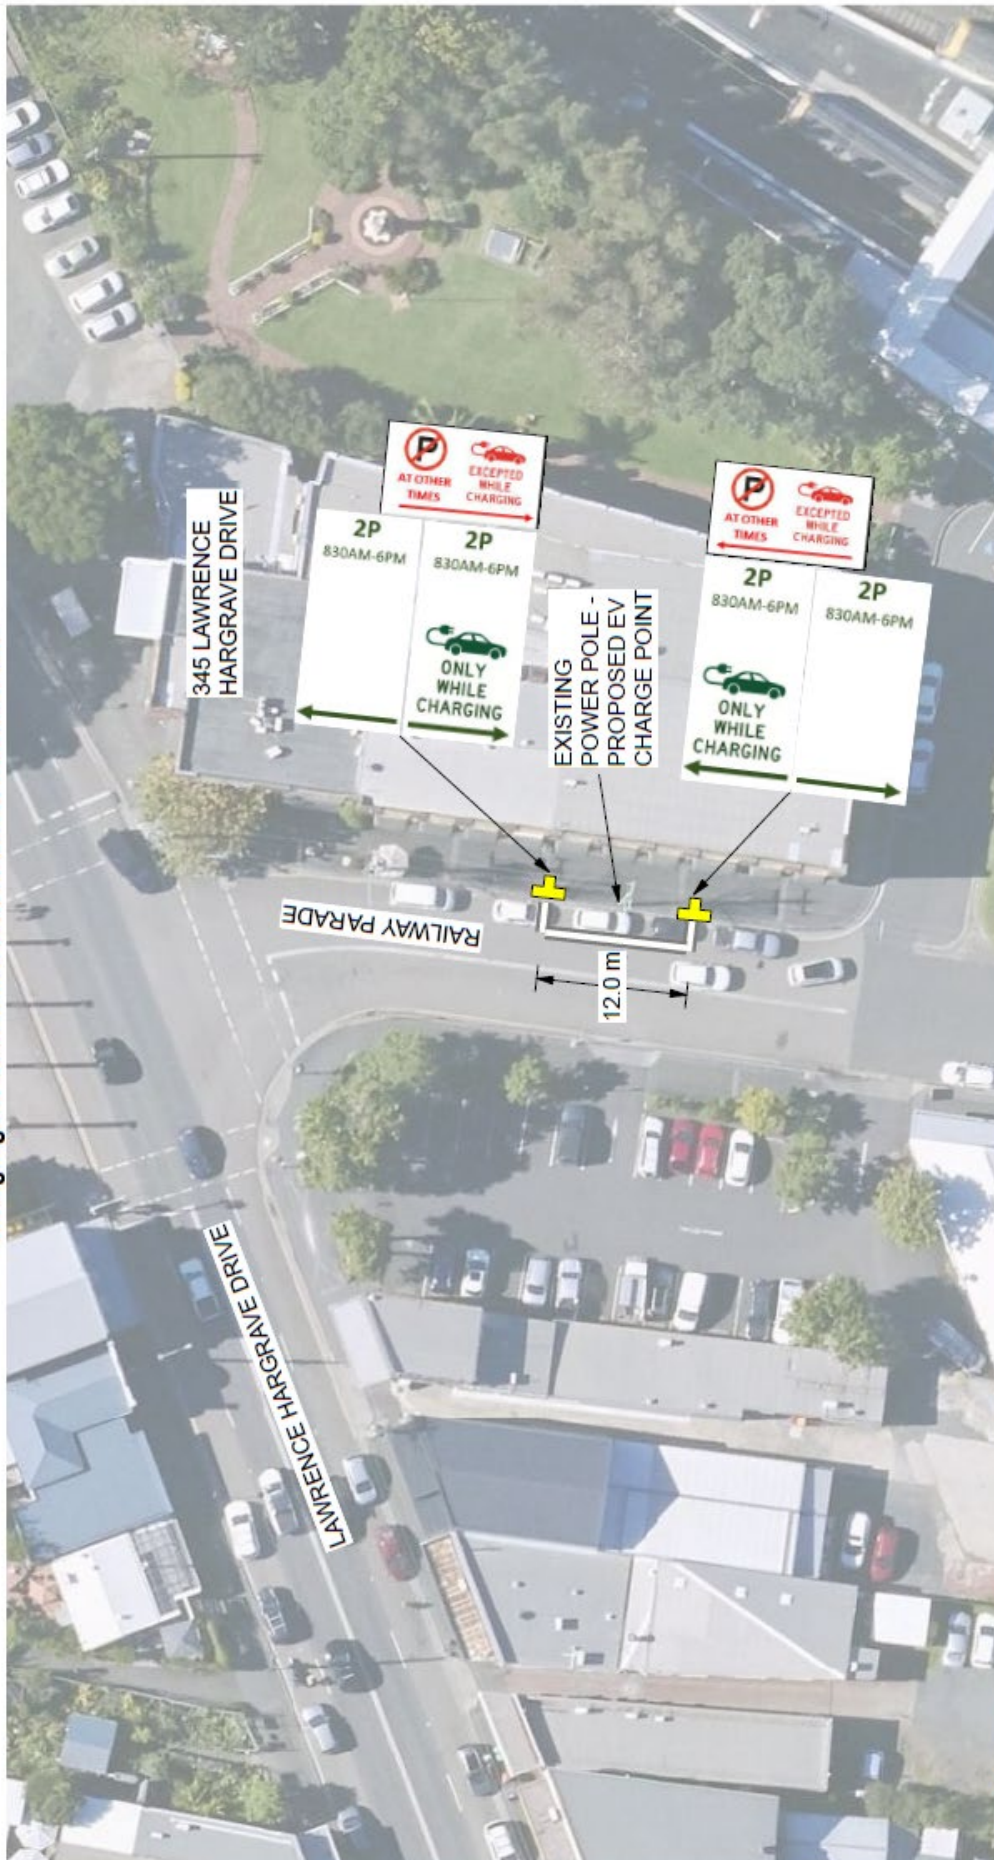 345 LAWRENCE
HARGRAVE DRIVE
P
AT OTHER
TIMES
EXCEPTED
WHILE
CHARGING
2P
830AM-6PM
2P
830AM-6PM
ONLY
WHILE
CHARGING
EXISTING
POWER POLE -
PROPOSED EV
CHARGE POINT
P
AT OTHER
TIMES
EXCEPTED
WHILE
CHARGING
2P
830AM-6PM
ONLY
WHILE
CHARGING
2P
830AM-6PM
RAILWAY PARADE
12.0 m
LAWRENCE HARGRAVE DRIVE